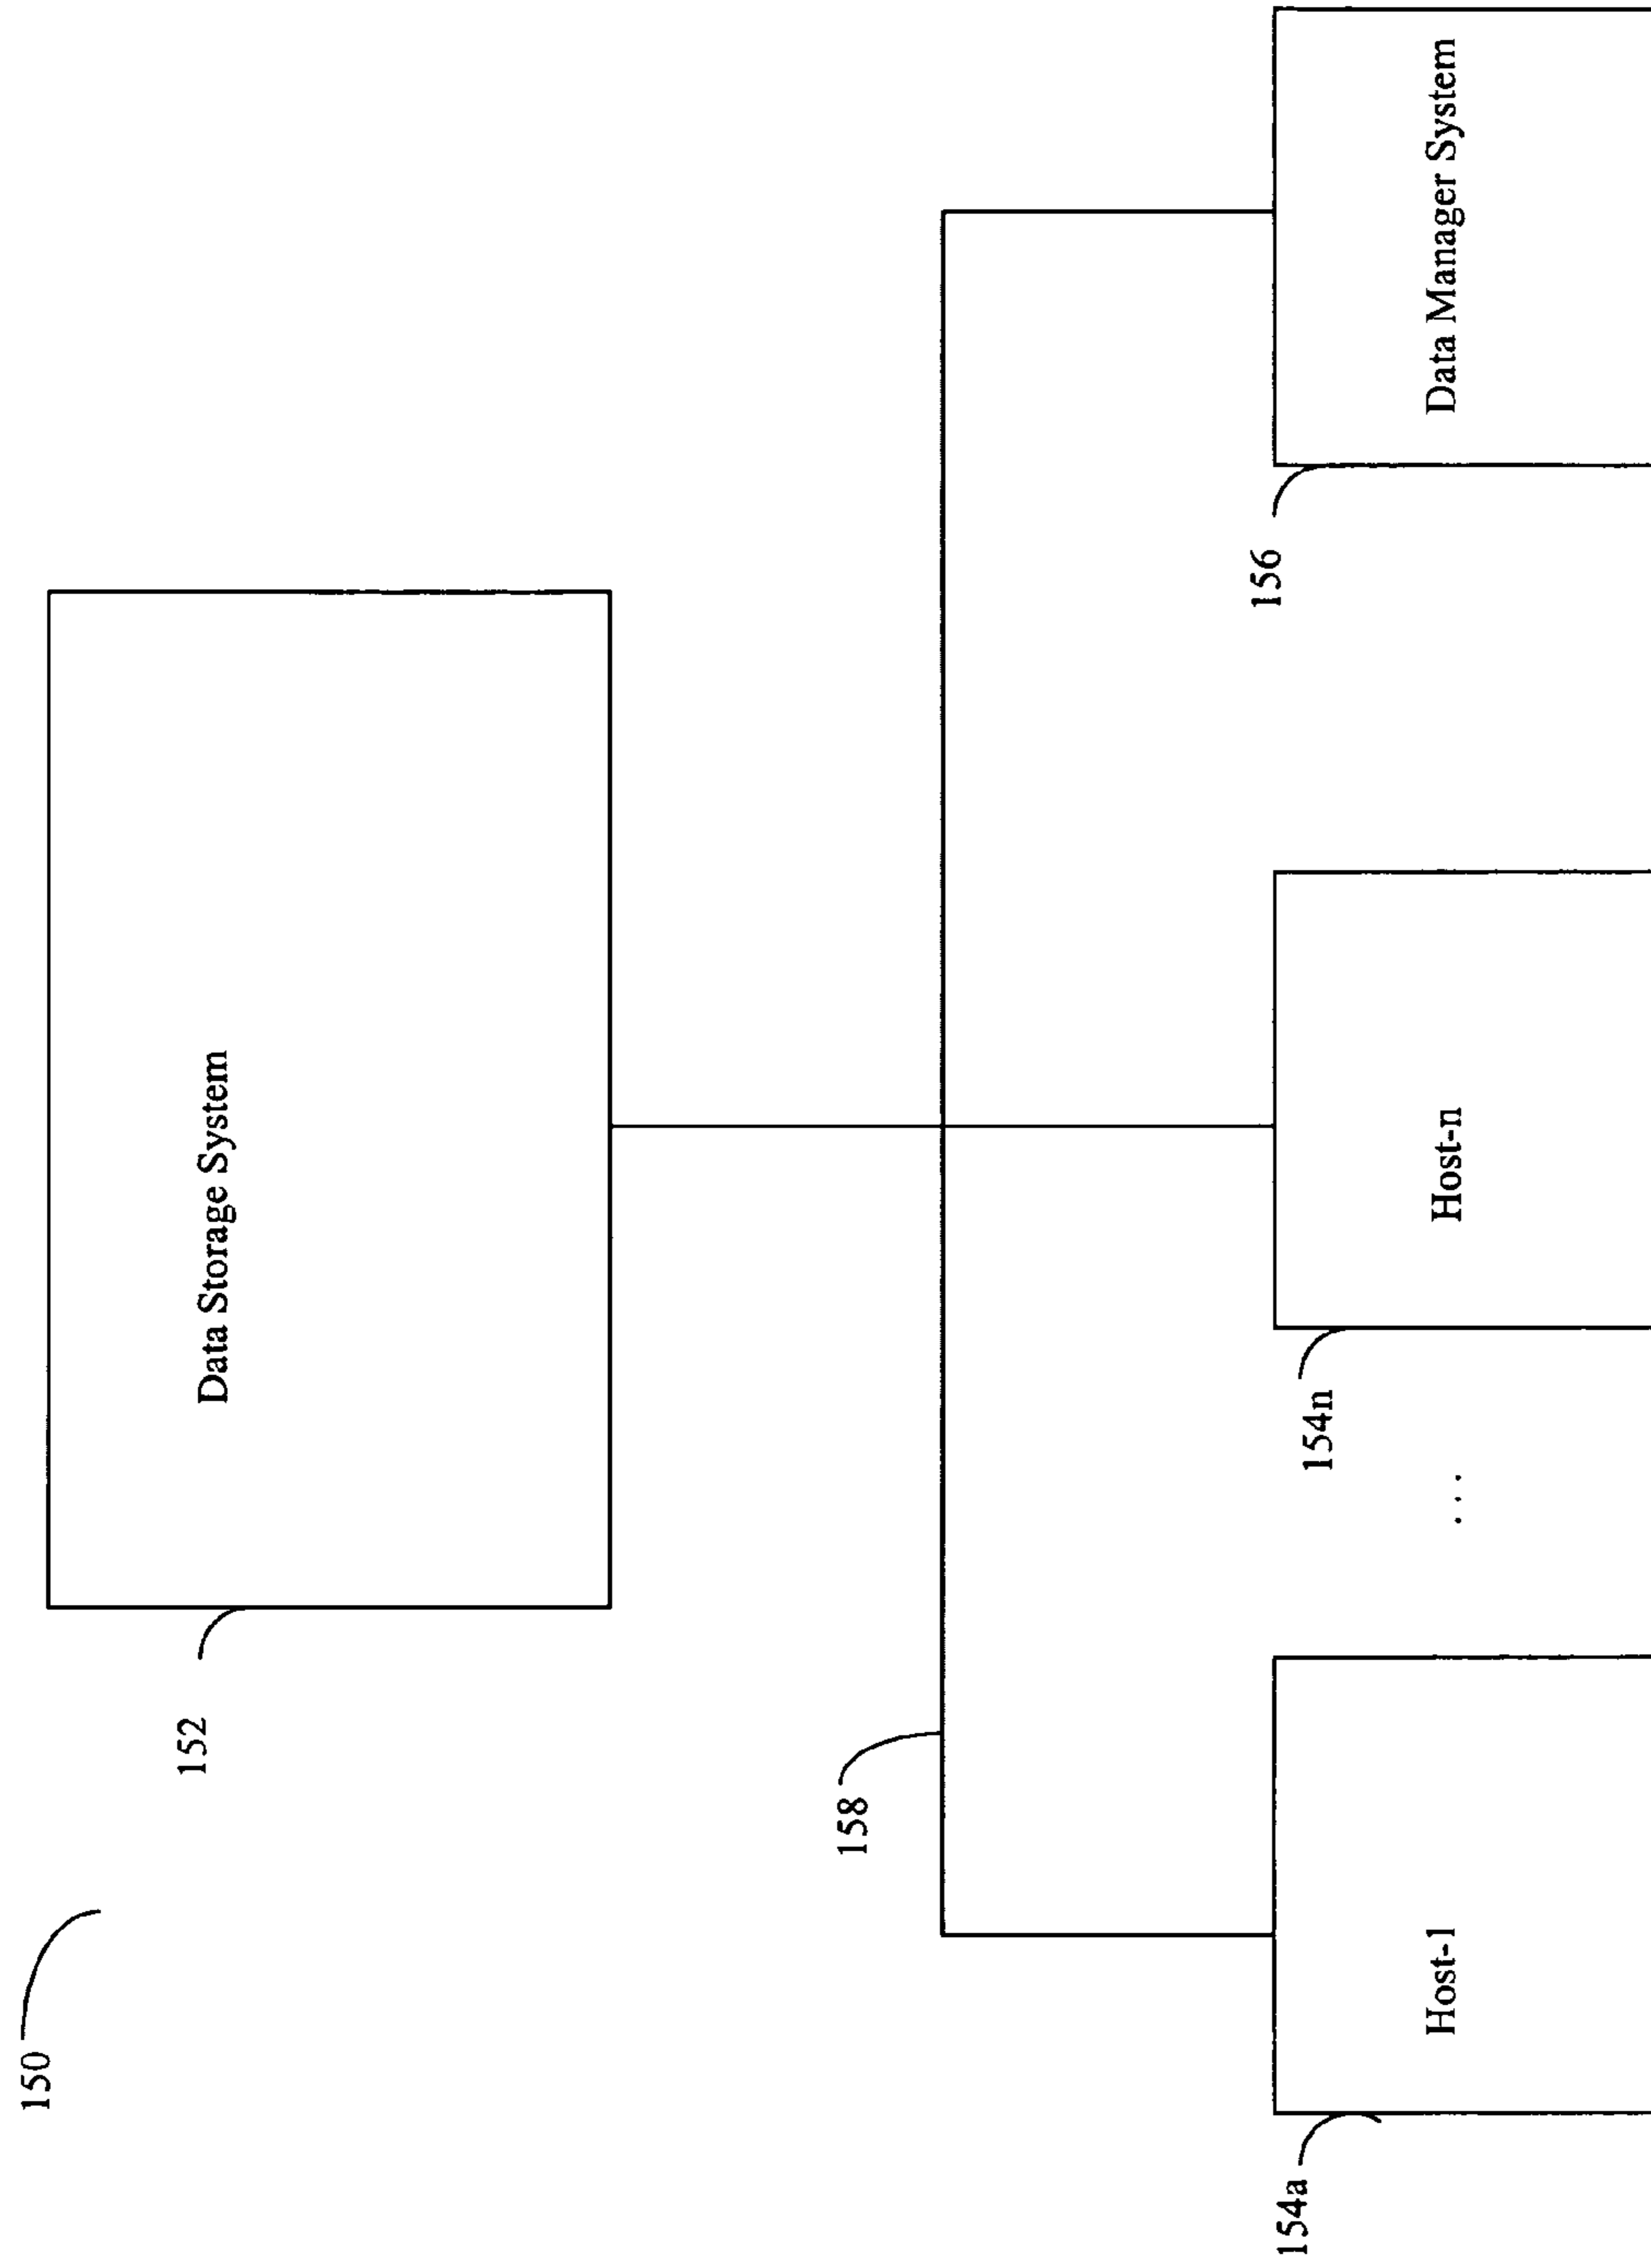 150
152
Data Storage System
158
154a
Host-1
...
154n
Host-n
156
Data Manager System